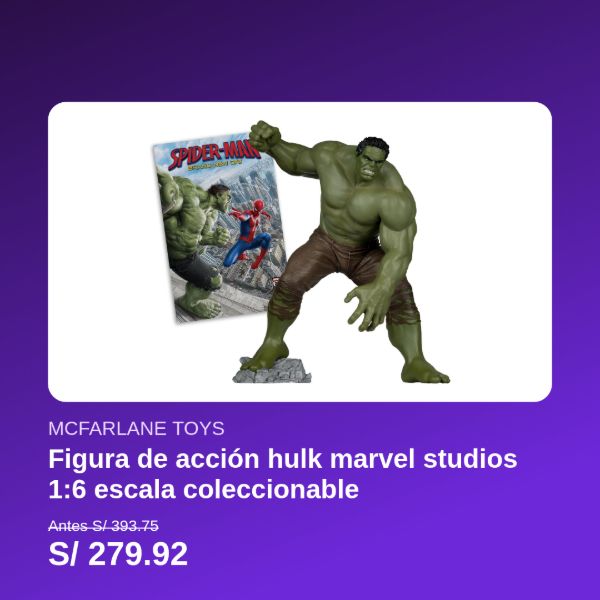 SPIDER-MAN
MCFARLANE TOYS
Figura de acción hulk marvel studios
1:6 escala coleccionable
Antes S/ 393.75
S/ 279.92